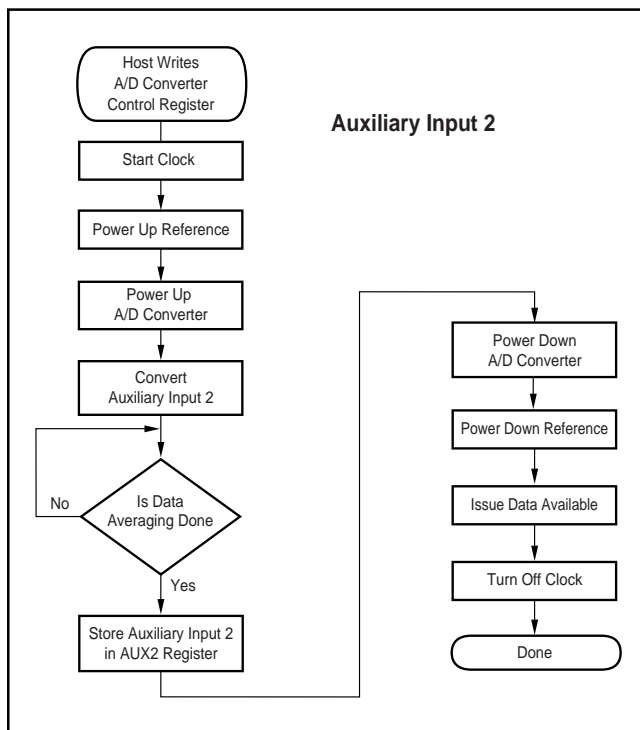 Host Writes
A/D Converter
Control Register
Auxiliary Input 2
Start Clock
Power Up Reference
Power Up
A/D Converter
Convert
Auxiliary Input 2
No
Is Data
Averaging Done
Yes
Store Auxiliary Input 2
in AUX2 Register
Power Down
A/D Converter
Power Down Reference
Issue Data Available
Turn Off Clock
Done